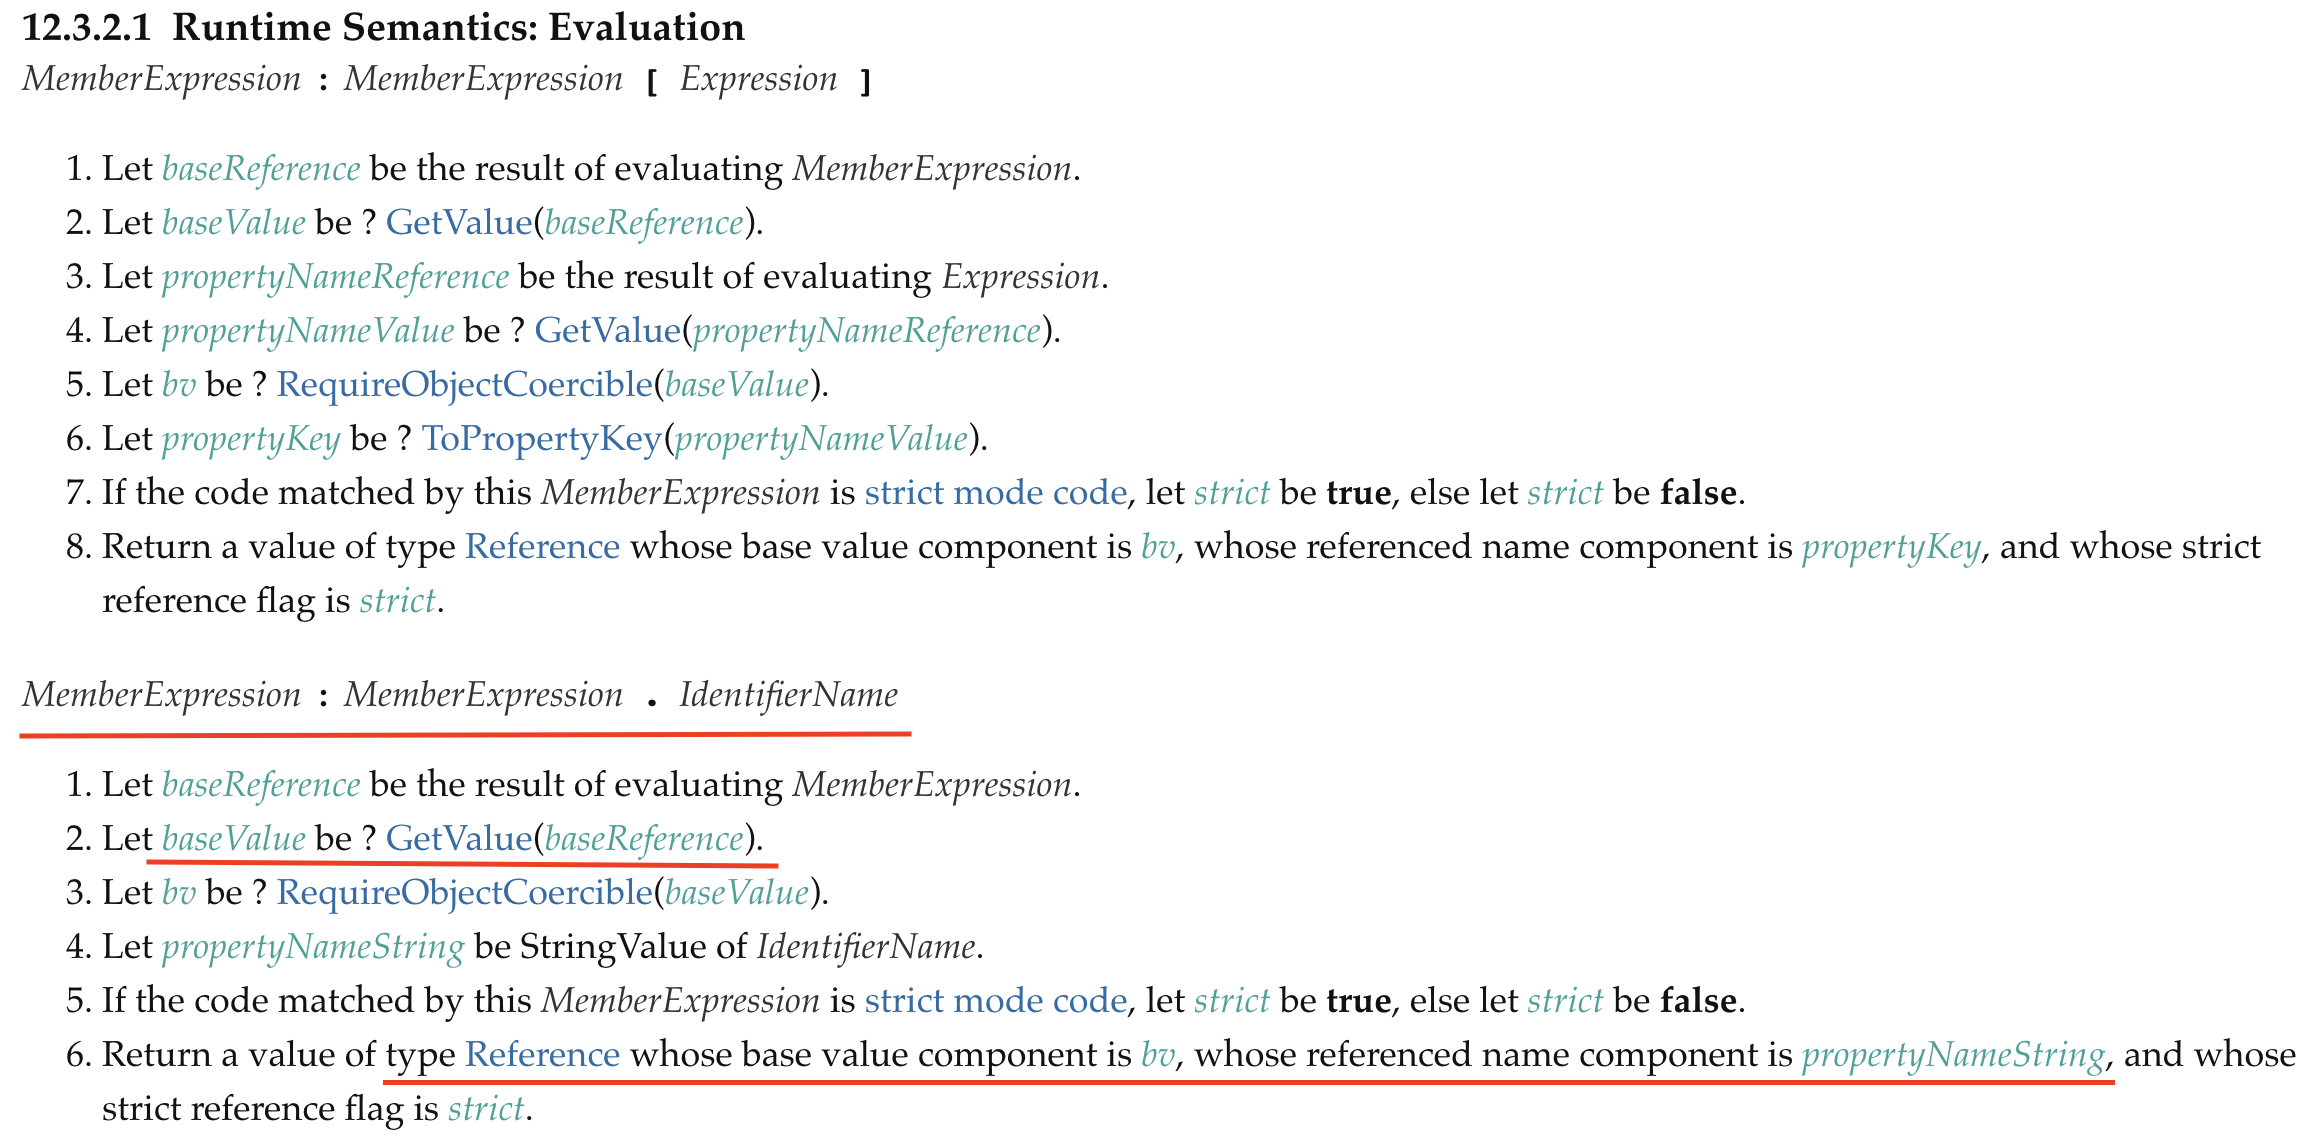 12.3.2.1 Runtime Semantics: Evaluation
MemberExpression : MemberExpression [ Expression ]
1. Let baseReference be the result of evaluating MemberExpression.
2. Let baseValue be ? GetValue(baseReference).
3. Let propertyNameReference be the result of evaluating Expression.
4. Let propertyNameValue be ? GetValue(propertyNameReference).
5. Let bv be ? RequireObjectCoercible(baseValue).
6. Let propertyKey be ? ToPropertyKey(propertyNameValue).
7. If the code matched by this MemberExpression is strict mode code, let strict be true, else let strict be false.
8. Return a value of type Reference whose base value component is bv, whose referenced name component is propertyKey, and whose strict
reference flag is strict.
MemberExpression : MemberExpression . IdentifierName
1. Let baseReference be the result of evaluating MemberExpression.
2. Let baseValue be ? GetValue(baseReference).
3. Let bv be ? RequireObjectCoercible(baseValue).
4. Let propertyNameString be StringValue of IdentifierName.
5. If the code matched by this MemberExpression is strict mode code, let strict be true, else let strict be false.
6. Return a value of type Reference whose base value component is bv, whose referenced name component is propertyNameString, and whose
strict reference flag is strict.